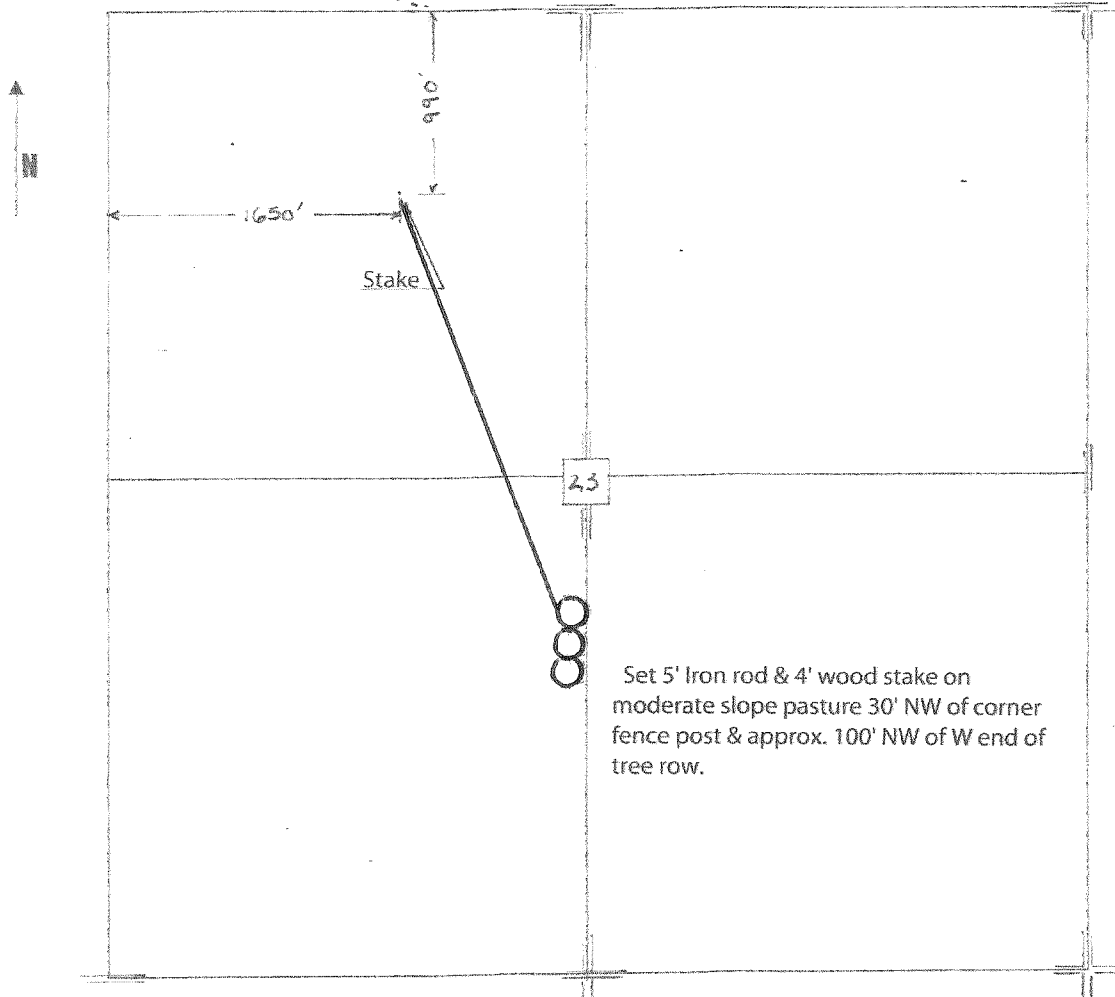 990'
N
1650'
Stake
23
Set 5' Iron rod & 4' wood stake on
moderate slope pasture 30' NW of corner
fence post & approx. 100' NW of W end of
tree row.